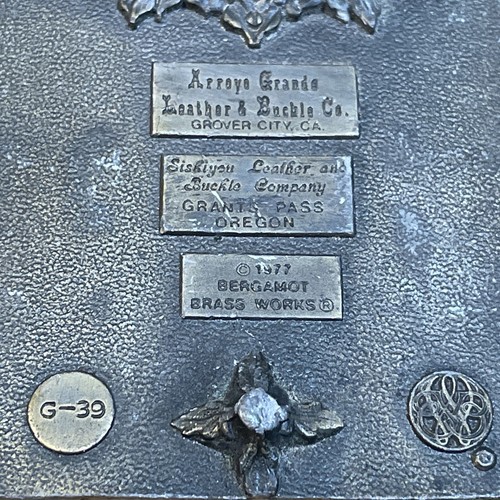 Arroyo Grande
Leather & Buckle Co.
GROVER CITY, CA.
Siskiyou Leather and
Buckle Company
GRANTS PASS
OREGON
© 1977
BERGAMOT
BRASS WORKS ®
G-39